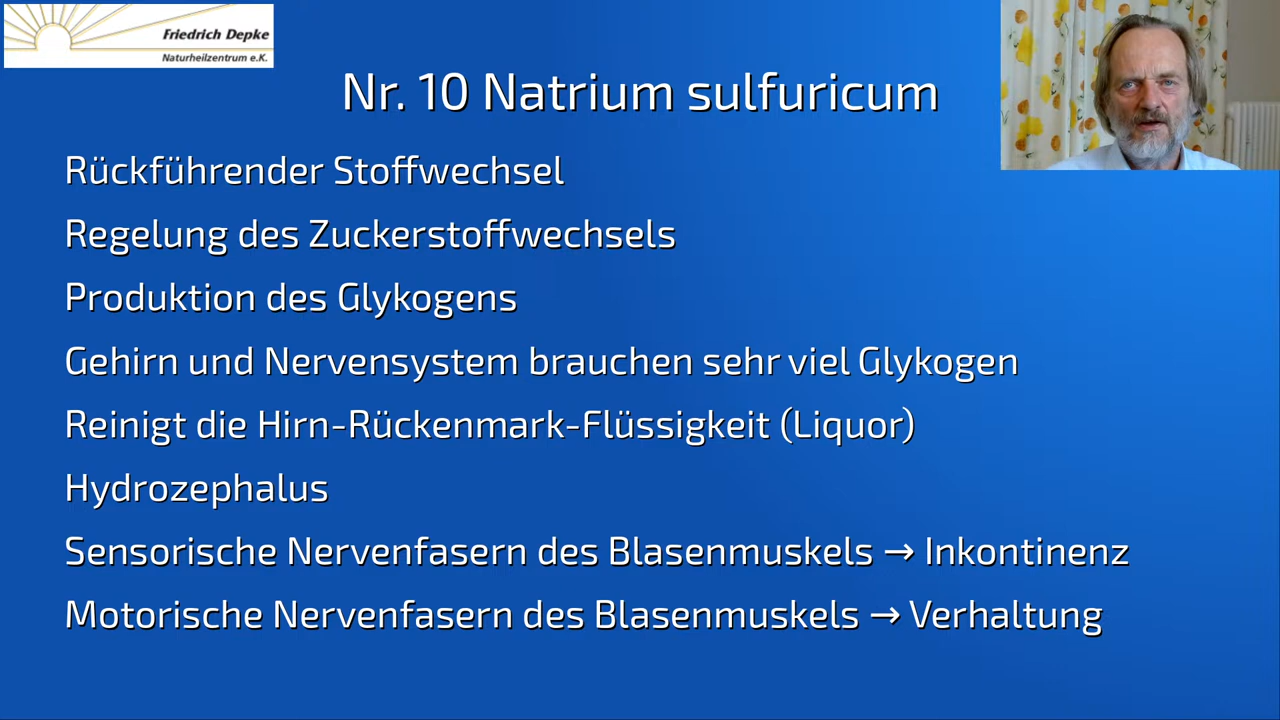 Friedrich Depke
Naturheilzentrum e.K.
Nr. 10 Natrium sulfuricum
Rückführender Stoffwechsel
Regelung des Zuckerstoffwechsels
Produktion des Glykogens
Gehirn und Nervensystem brauchen sehr viel Glykogen
Reinigt die Hirn-Rückenmark-Flüssigkeit (Liquor)
Hydrozephalus
Sensorische Nervenfasern des Blasenmuskels → Inkontinenz
Motorische Nervenfasern des Blasenmuskels → Verhaltung